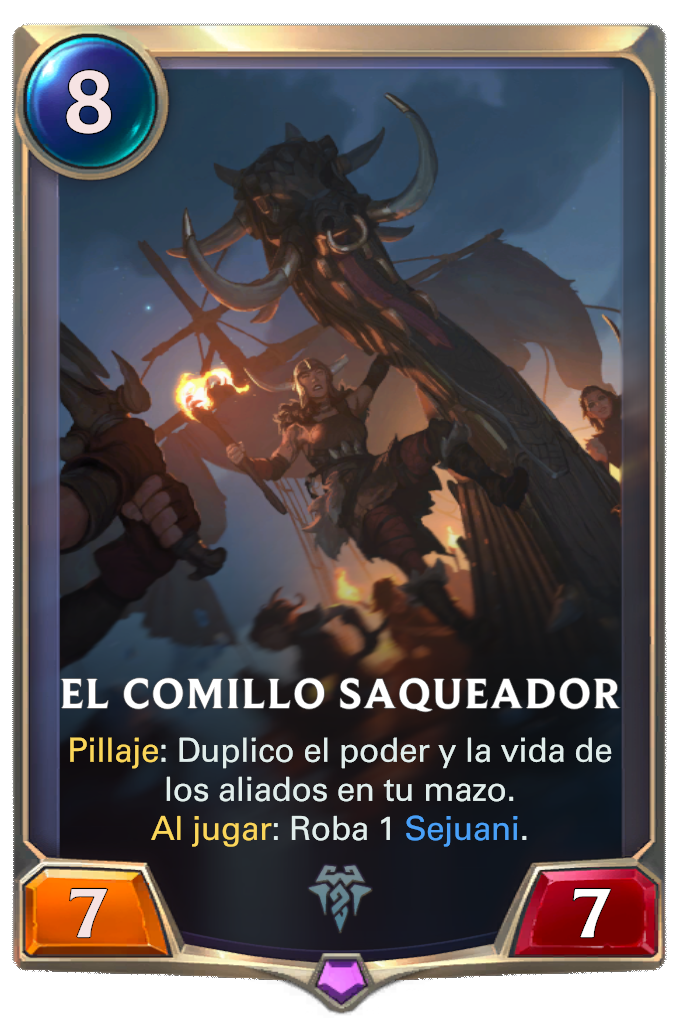 8
EL COMILLO SAQUEADOR
Pillaje: Duplico el poder y la vida de
los aliados en tu mazo.
Al jugar: Roba 1 Sejuani.
7 7